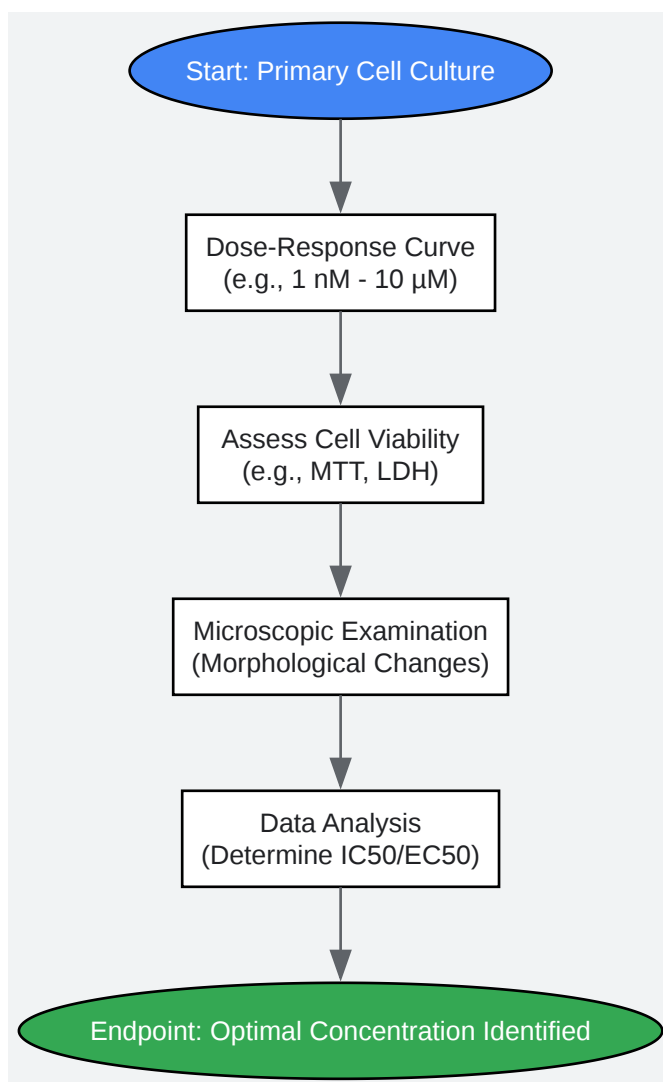 Start: Primary Cell Culture
Dose-Response Curve
(e.g., 1 nM - 10 µM)
Assess Cell Viability
(e.g., MTT, LDH)
Microscopic Examination
(Morphological Changes)
Data Analysis
(Determine IC50/EC50)
Endpoint: Optimal Concentration Identified